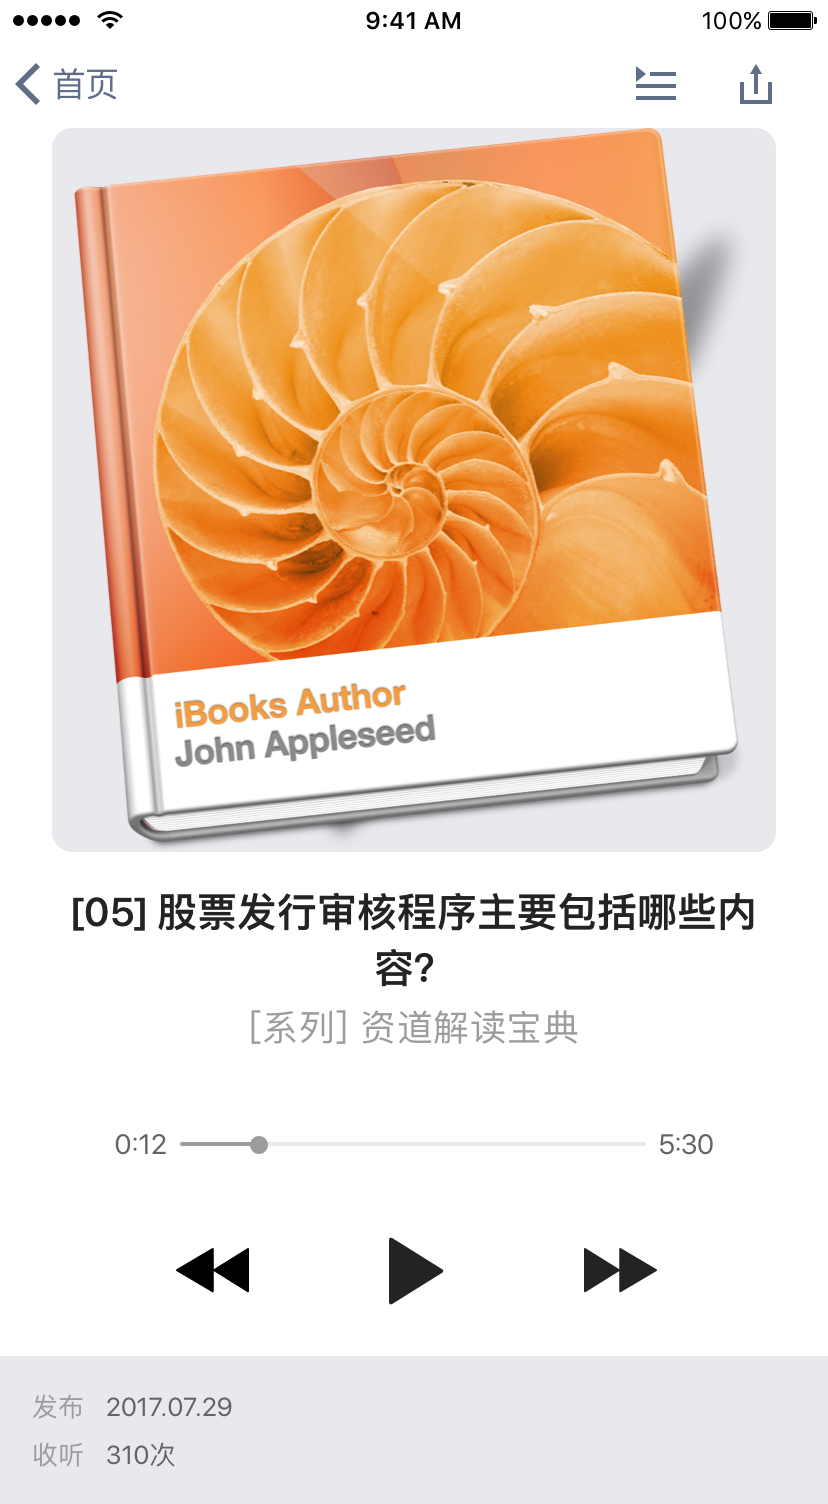 9:41 AM
100%
首页
iBooks Author
John Appleseed
[05] 股票发行审核程序主要包括哪些内
容?
[系列] 资道解读宝典
0:12
5:30
发布 2017.07.29
收听 310次